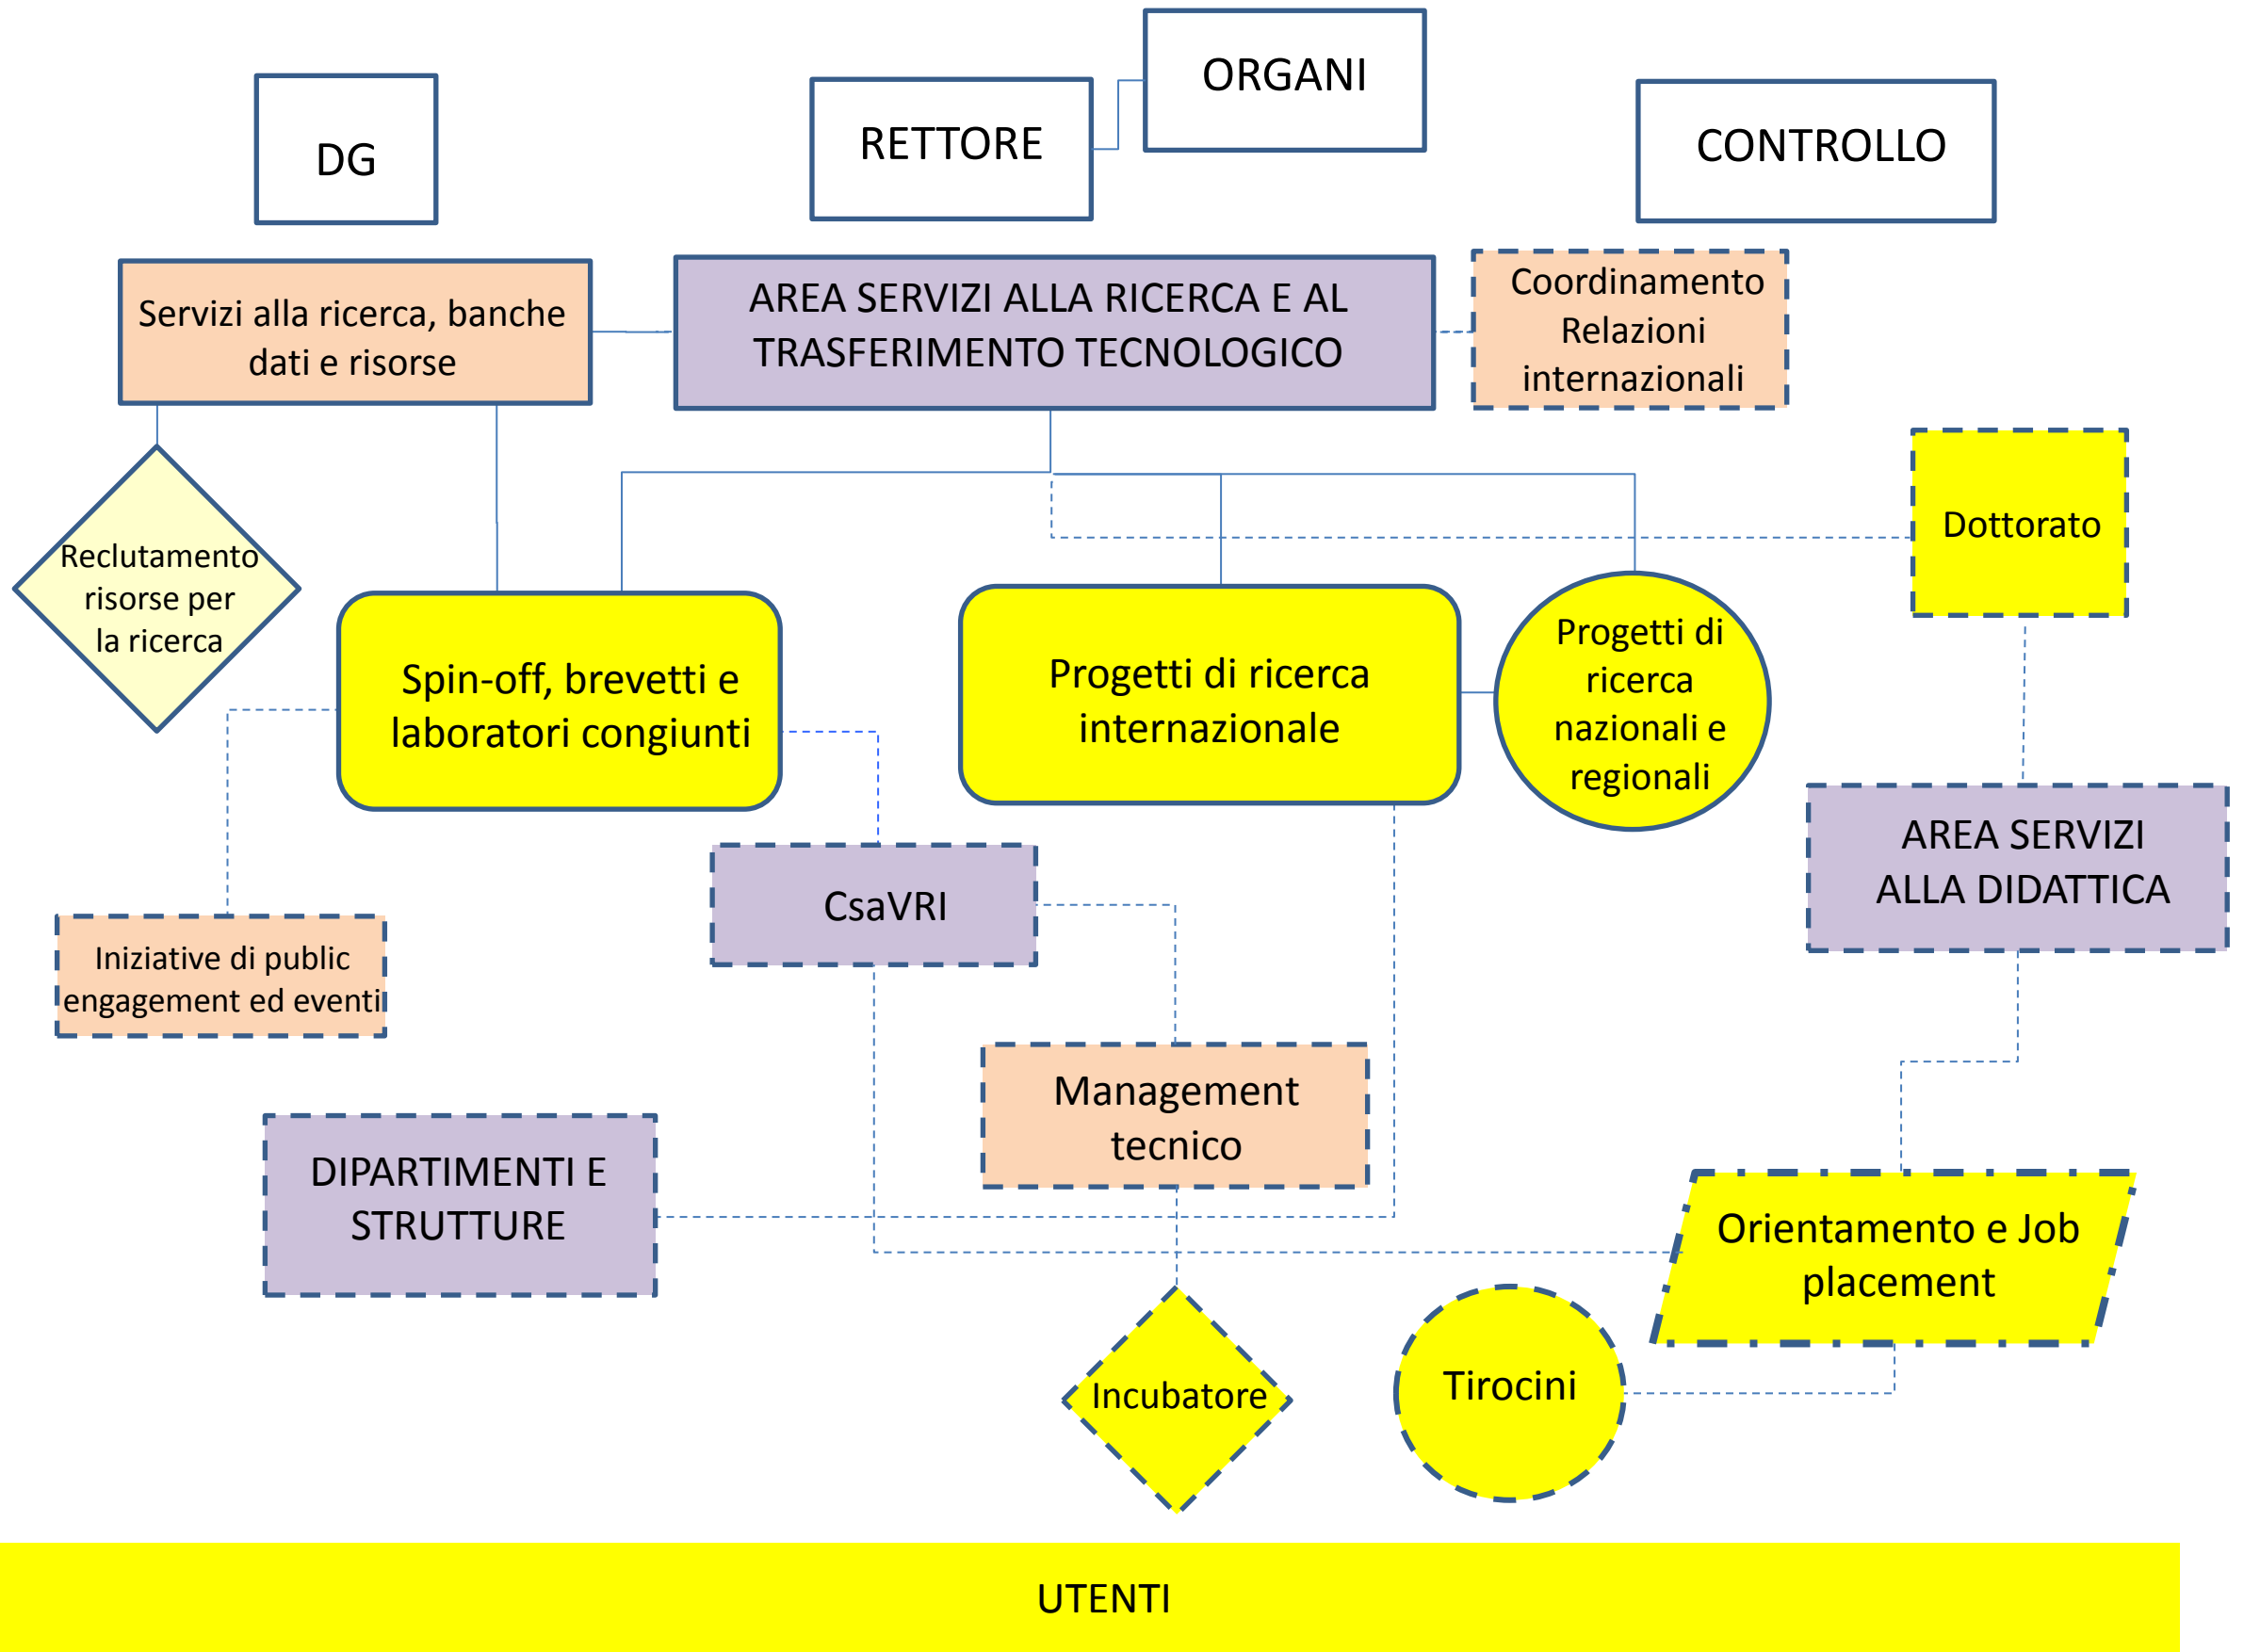 ORGANI
DG
RETTORE
CONTROLLO
Servizi alla ricerca, banche
dati e risorse
AREA SERVIZI ALLA RICERCA E AL
TRASFERIMENTO TECNOLOGICO
Coordinamento
Relazioni
internazionali
Dottorato
Reclutamento
risorse per
la ricerca
Spin-off, brevetti e
laboratori congiunti
Progetti di ricerca
internazionale
Progetti di
ricerca
nazionali e
regionali
CsaVRI
AREA SERVIZI
ALLA DIDATTICA
Iniziative di public
engagement ed eventi
Management
tecnico
DIPARTIMENTI E
STRUTTURE
Orientamento e Job
placement
Incubatore
Tirocini
UTENTI